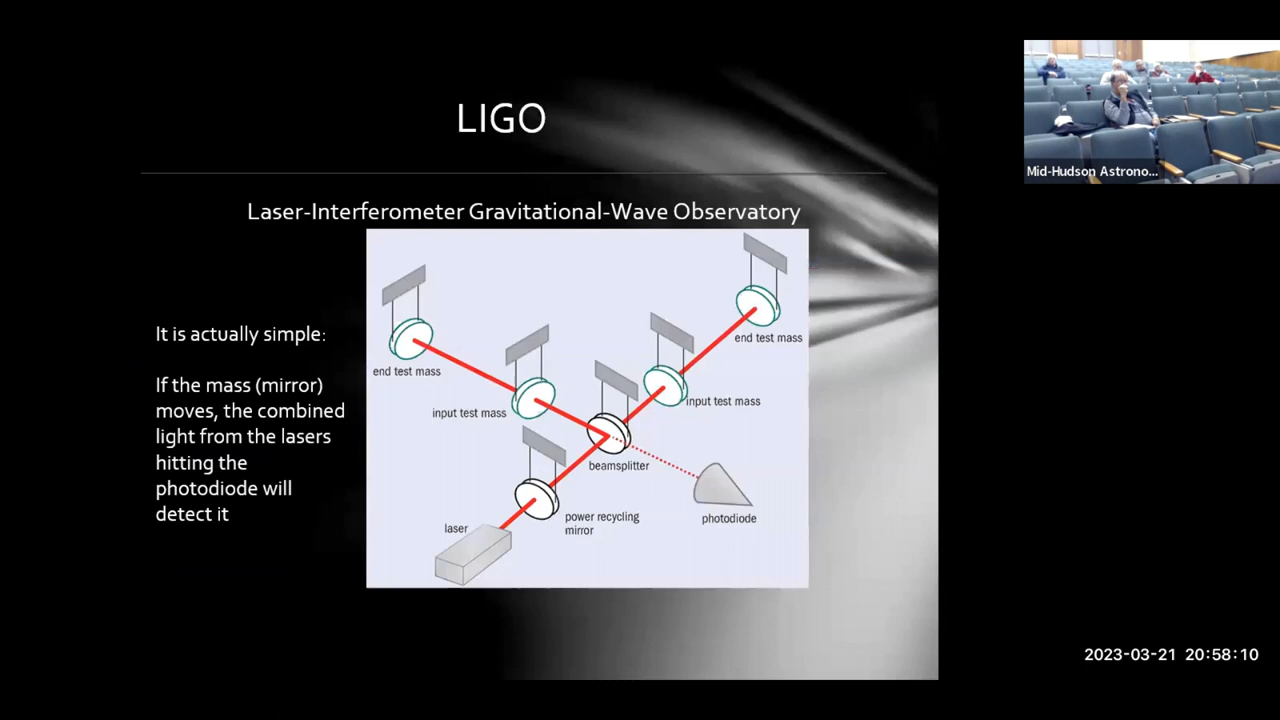 LIGO
Mid-Hudson Astrono...
Laser-Interferometer Gravitational-Wave Observatory
It is actually simple:
If the mass (mirror)
moves, the combined
light from the lasers
hitting the
photodiode will
detect it
end test mass
end test mass
input test mass
input test mass
beamsplitter
photodiode
power recycling
mirror
laser
2023-03-21 20:58:10